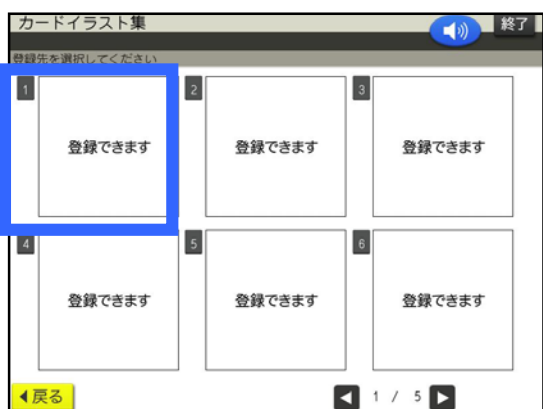 カードイラスト集
終了
登録先を選択してください
1
2
3
登録できます
登録できます
登録できます
4
5
6
登録できます
登録できます
登録できます
戻る
1 / 5